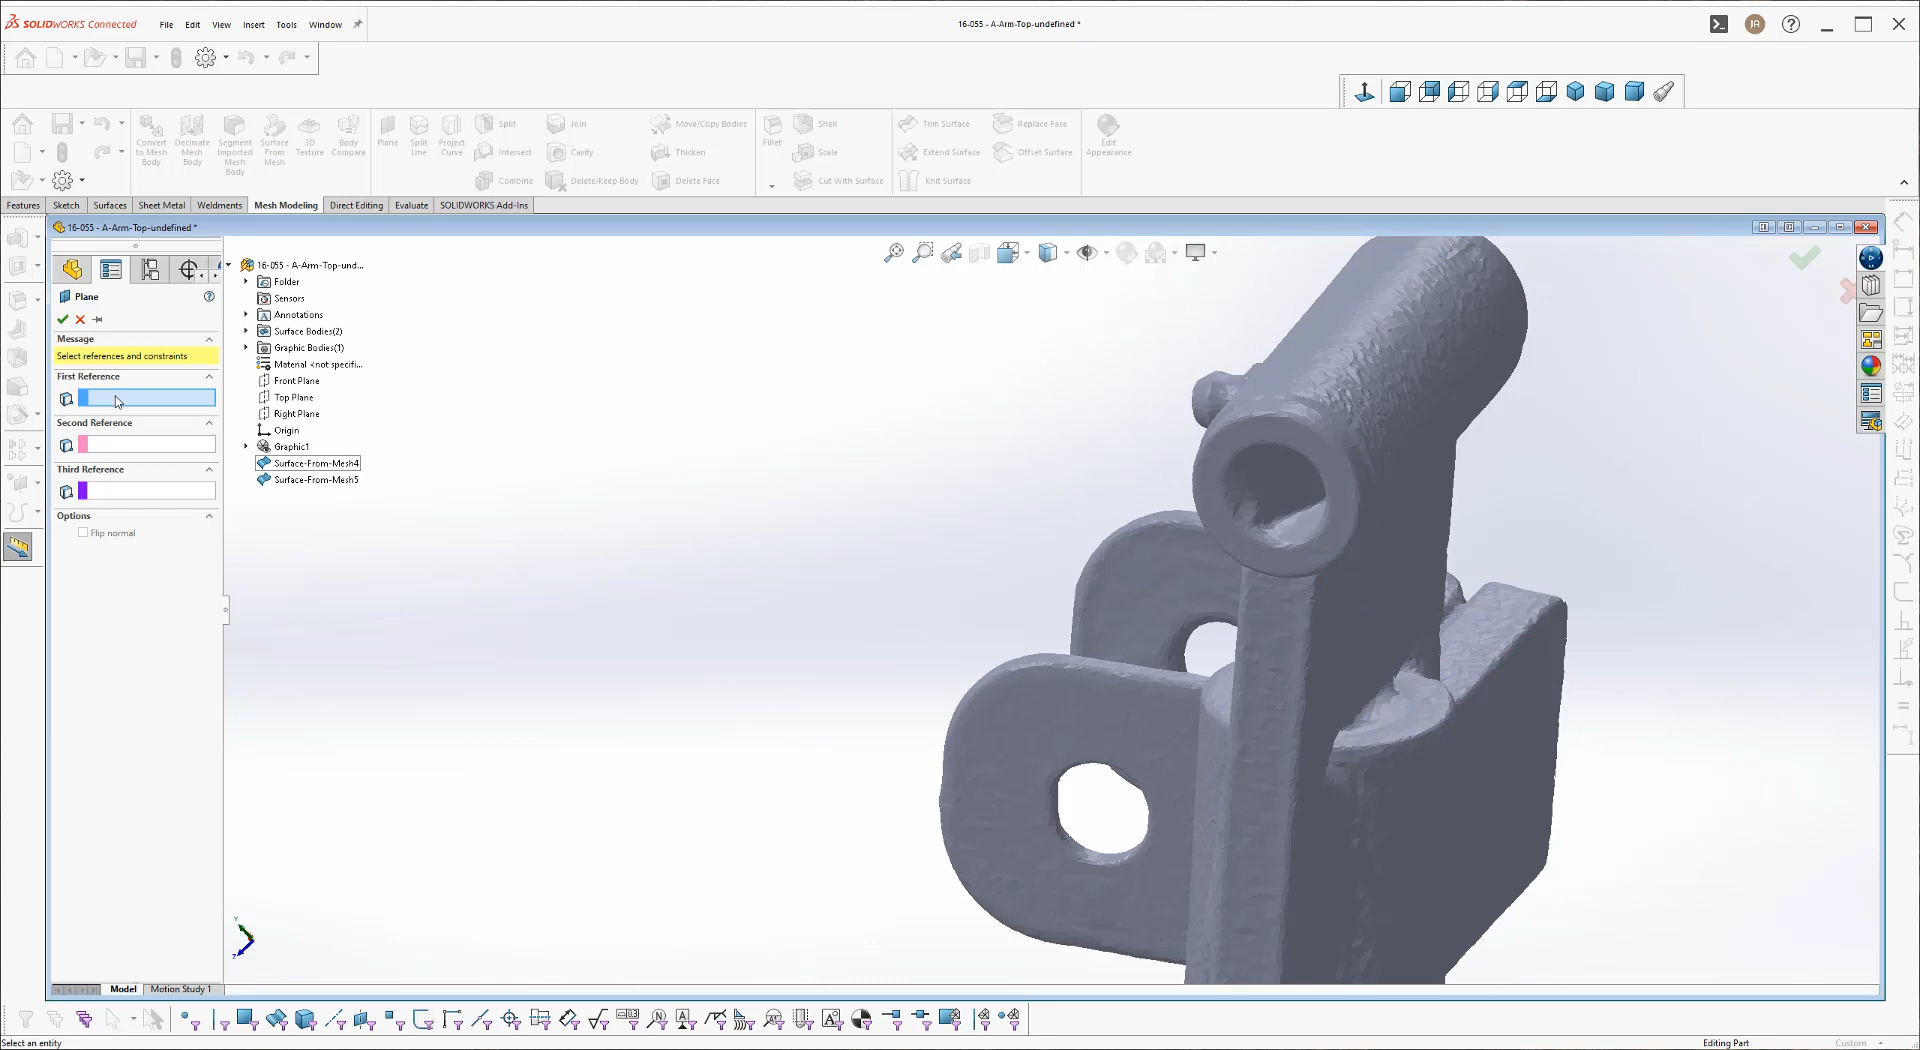 SOLIDWORKS Connected File Edit View Insert Tools Window
16-055 - A-Arm-Top-undefined *
JA
Convert to Mesh Body
Decimate Mesh Body
Segment Imported Mesh Body
Surface From Mesh
3D Texture
Body Compare
Plane
Split Line
Project Curve
Split
Intersect
Combine
Join
Cavity
Delete/Keep Body
Move/Copy Bodies
Thicken
Delete Face
Fillet
Shell
Scale
Cut With Surface
Trim Surface
Extend Surface
Knit Surface
Replace Face
Offset Surface
Edit Appearance
Features Sketch Surfaces Sheet Metal Weldments Mesh Modeling Direct Editing Evaluate SOLIDWORKS Add-Ins
16-055 - A-Arm-Top-undefined *
Plane
Message
Select references and constraints
First Reference
Second Reference
Third Reference
Options
Flip normal
16-055 - A-Arm-Top-und...
Folder
Sensors
Annotations
Surface Bodies(2)
Graphic Bodies(1)
Material <not specifi...
Front Plane
Top Plane
Right Plane
Origin
Graphic1
Surface-From-Mesh4
Surface-From-Mesh5
Y
Z
Model Motion Study 1
Select an entity
Editing Part
Custom